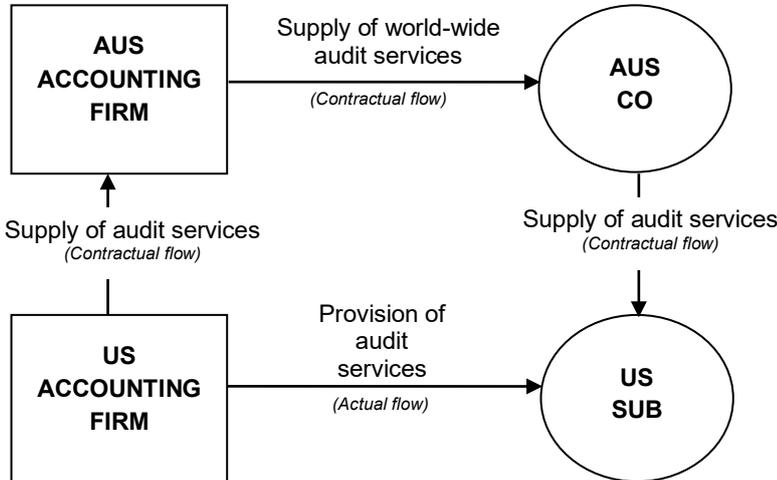 AUS
ACCOUNTING
FIRM
Supply of world-wide
audit services
(Contractual flow)
AUS
CO
Supply of audit services
(Contractual flow)
Supply of audit services
(Contractual flow)
US
ACCOUNTING
FIRM
Provision of
audit
services
(Actual flow)
US
SUB